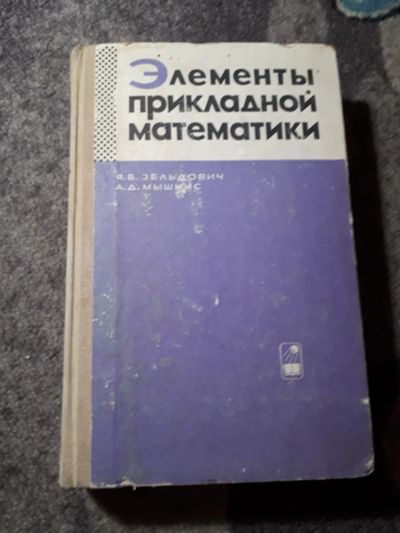 Элементы
прикладной
математики
Я.Б. ЗЕЛЬДОВИЧ
А.Д. МЫШКИС